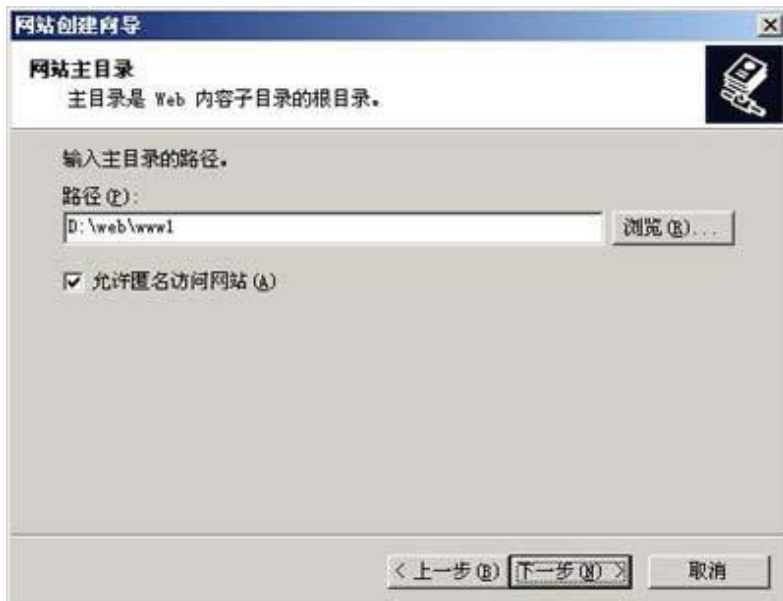 网站创建向导
网站主目录
主目录是 Web 内容子目录的根目录。
输入主目录的路径。
路径(P):
D:\web\www1
浏览(R)...
允许匿名访问网站(A)
< 上一步(B)
下一步(N) >
取消